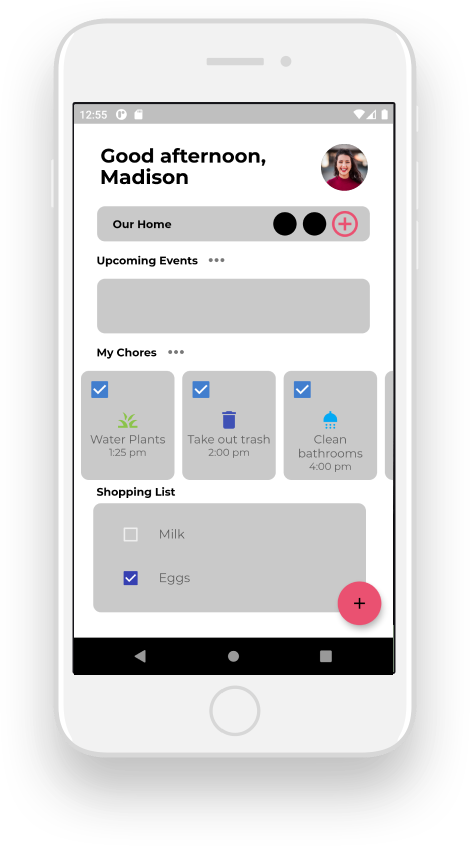 12:55
Good afternoon,
Madison
Our Home
Upcoming Events
My Chores
Water Plants
1:25 pm
Take out trash
2:00 pm
Clean
bathrooms
4:00 pm
Shopping List
Milk
Eggs